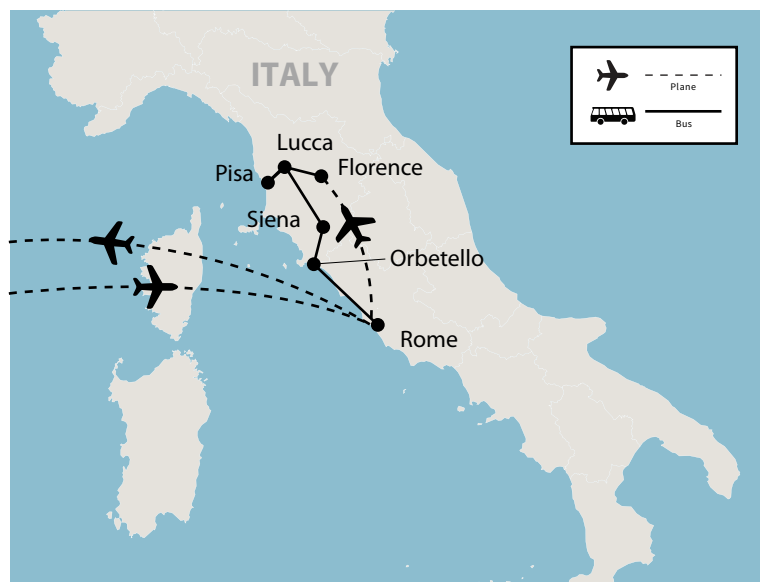 ITALY
Plane
Bus
Lucca
Pisa
Florence
Siena
Orbetello
Rome